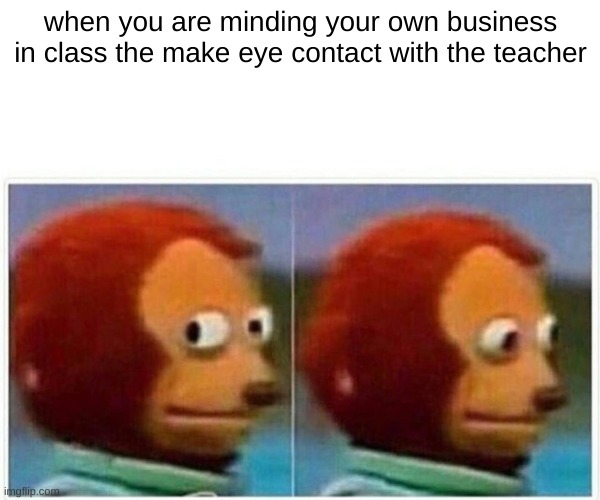 when you are minding your own business
in class the make eye contact with the teacher
imgflip.com